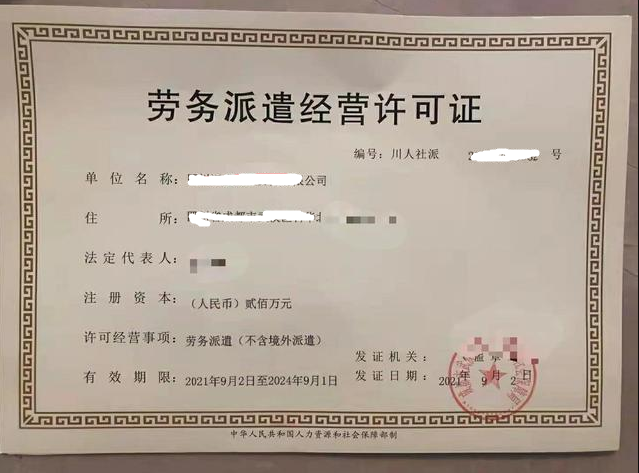 劳务派遣经营许可证
编号：川人社派 号
单位名称： 公司
住 所：
法定代表人：
注册资本：（人民币）贰佰万元
许可经营事项：劳务派遣（不含境外派遣）
发证机关：
有效期限：2021年9月2日至2024年9月1日
发证日期：2021年9月2日
中华人民共和国人力资源和社会保障部制